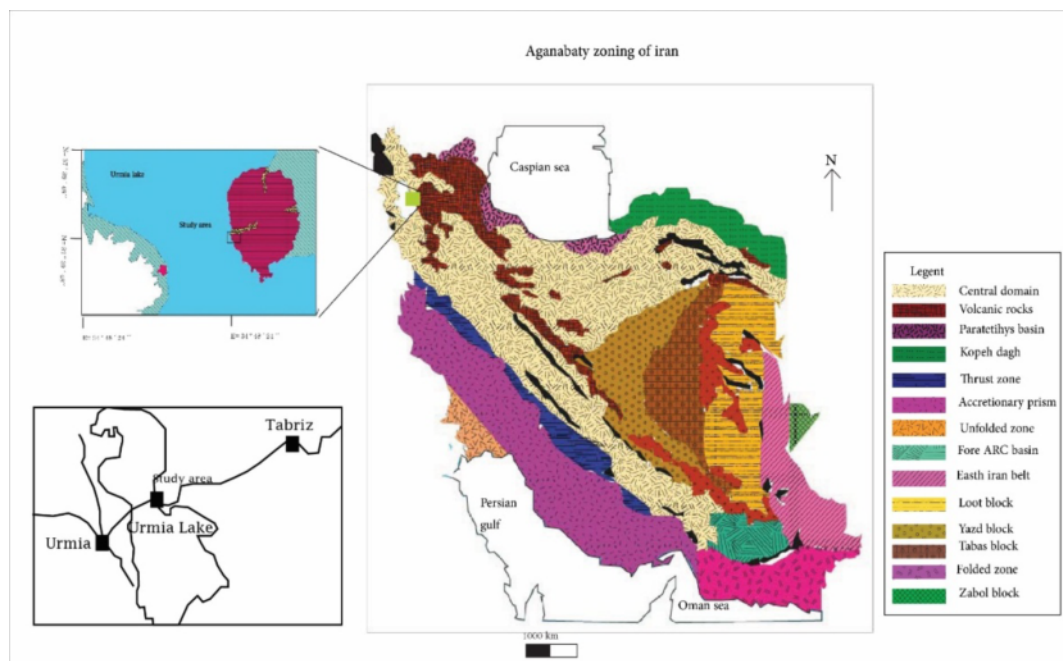 Aganabaty zoning of iran
Urmia lake
Study area
Caspian sea
N
Persian
gulf
Oman sea
1000 km
Tabriz
Study area
Urmia Lake
Urmia
Legent
Central domain
Volcanic rocks
Paratetihys basin
Kopeh dagh
Thrust zone
Accretionary prism
Unfolded zone
Fore ARC basin
Easth iran belt
Loot block
Yazd block
Tabas block
Folded zone
Zabol block